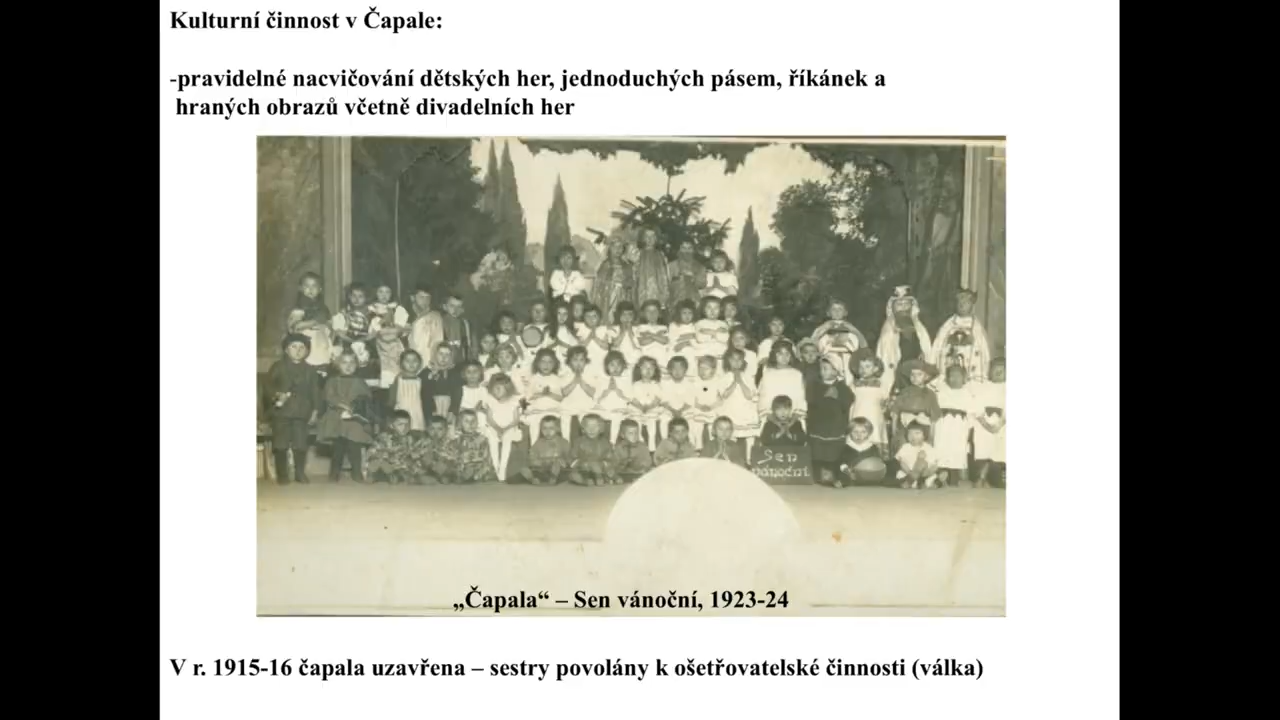 Kulturní činnost v Čapale:
-pravidelné nacvičování dětských her, jednoduchých pásem, říkánek a
hraných obrazů včetně divadelních her
Sen
vánoční
„Čapala“ – Sen vánoční, 1923-24
V r. 1915-16 čapala uzavřena – sestry povolány k ošetřovatelské činnosti (válka)